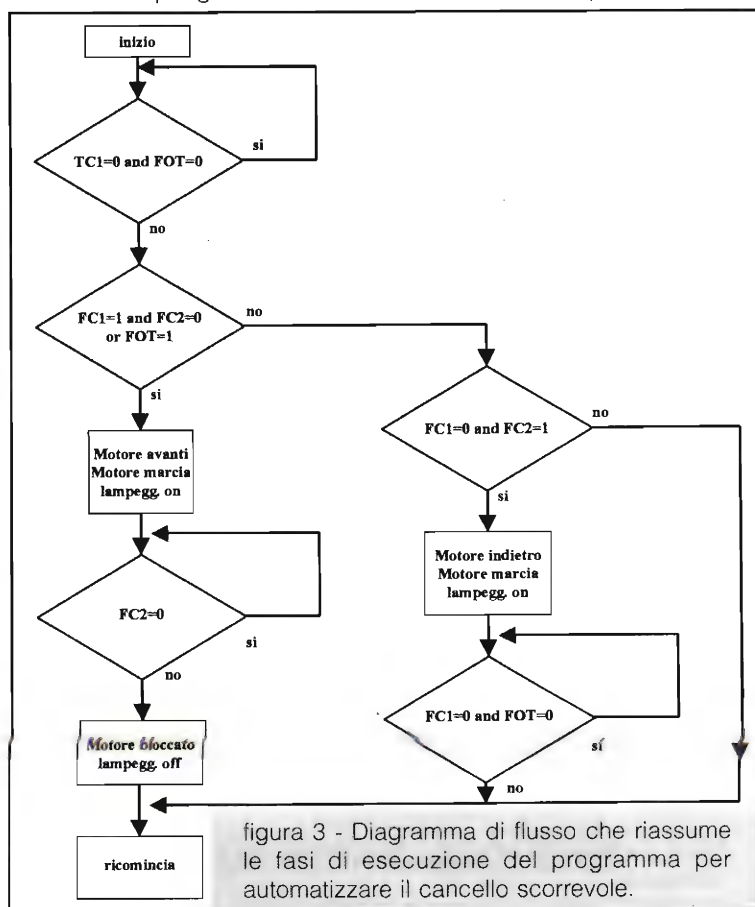 inizio
TC1=0 and FOT=0
si
no
FC1=1 and FC2=0
or FOT=1
no
si
Motore avanti
Motore marcia
lampegg. on
FC1=0 and FC2=1
no
si
Motore indietro
Motore marcia
lampegg. on
FC2=0
si
no
FC1=0 and FOT=0
sí
no
Motore bloccato
lampegg. off
ricomincia
figura 3 - Diagramma di flusso che riassume
le fasi di esecuzione del programma per
automatizzare il cancello scorrevole.